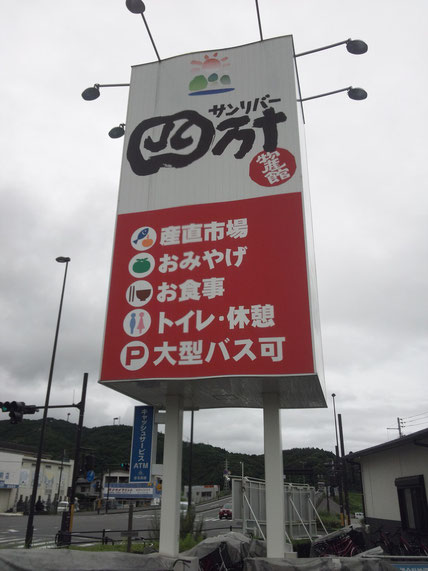 サンリバー
四万十
物産館
産直市場
おみやげ
お食事
トイレ・休憩
P 大型バス可
キャッシュサービス
ATM